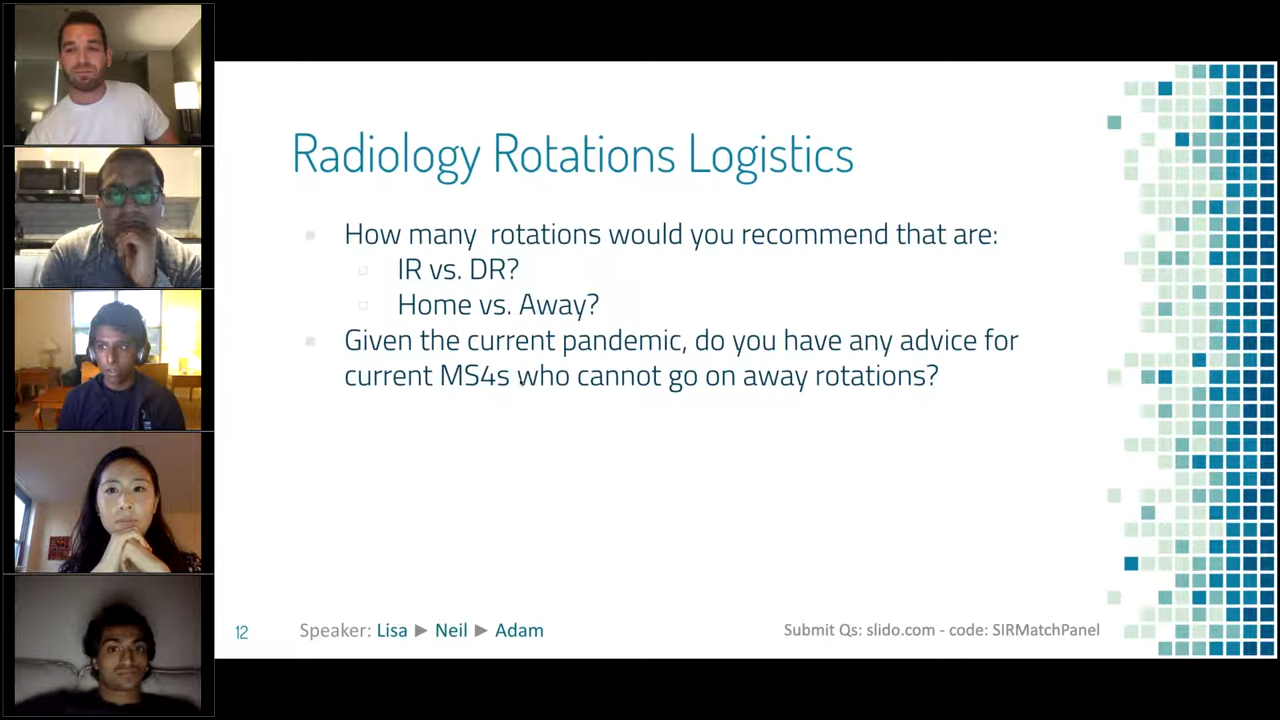 Radiology Rotations Logistics
How many rotations would you recommend that are:
IR vs. DR?
Home vs. Away?
Given the current pandemic, do you have any advice for
current MS4s who cannot go on away rotations?
12
Speaker: Lisa ► Neil ► Adam
Submit Qs: slido.com - code: SIRMatchPanel